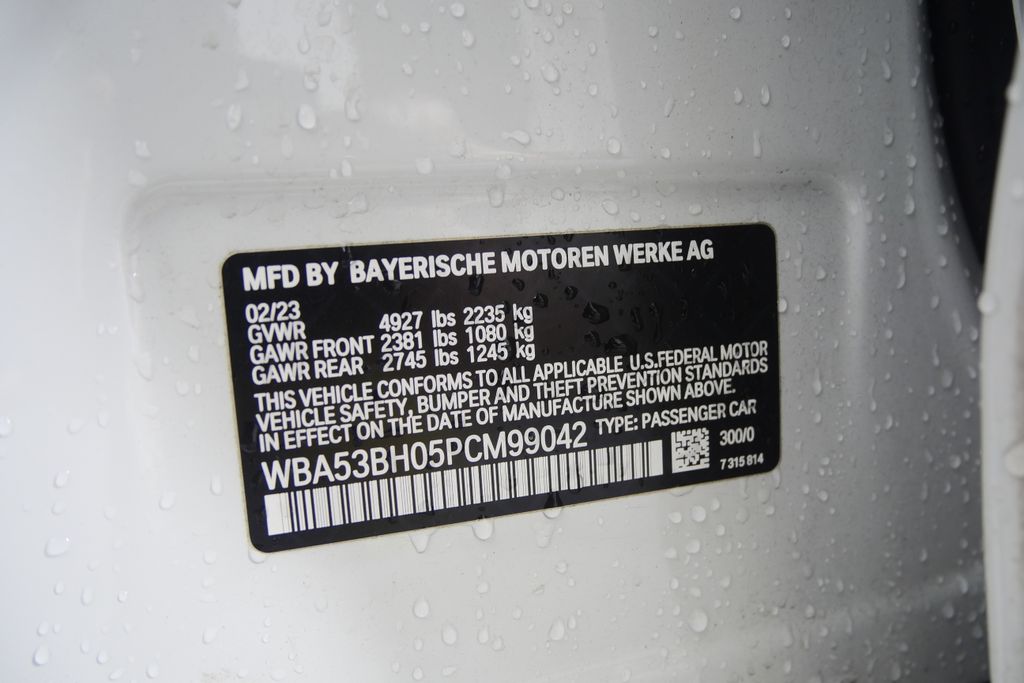 MFD BY BAYERISCHE MOTOREN WERKE AG
02/23
GVWR 4927 lbs 2235 kg
GAWR FRONT 2381 lbs 1080 kg
GAWR REAR 2745 lbs 1245 kg
THIS VEHICLE CONFORMS TO ALL APPLICABLE U.S.FEDERAL MOTOR
VEHICLE SAFETY, BUMPER AND THEFT PREVENTION STANDARDS
IN EFFECT ON THE DATE OF MANUFACTURE SHOWN ABOVE.
WBA53BH05PCM99042 TYPE: PASSENGER CAR
300/0
7 315 814